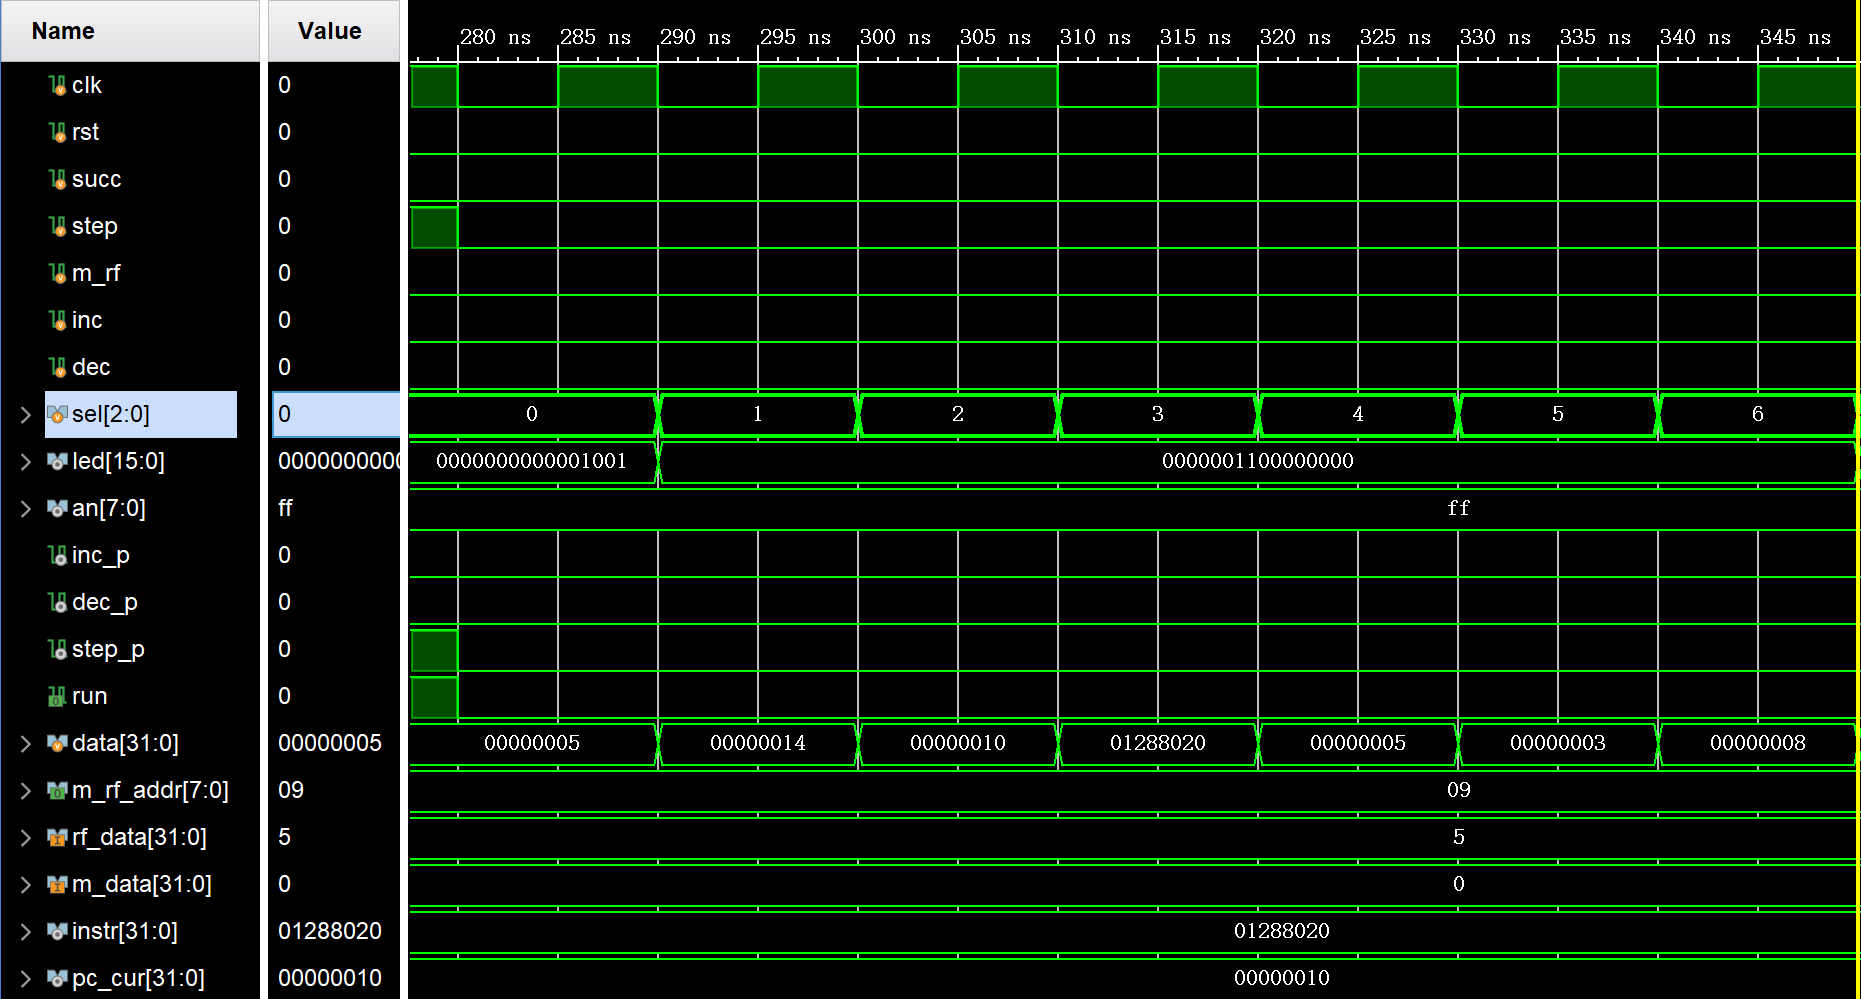 Name Value 280 ns 285 ns 290 ns 295 ns 300 ns 305 ns 310 ns 315 ns 320 ns 325 ns 330 ns 335 ns 340 ns 345 ns
clk 0
rst 0
succ 0
step 0
m_rf 0
inc 0
dec 0
sel[2:0] 0 0 1 2 3 4 5 6
led[15:0] 0000000000 0000000000001001 0000001100000000
an[7:0] ff ff
inc_p 0
dec_p 0
step_p 0
run 0
data[31:0] 00000005 00000005 00000014 00000010 01288020 00000005 00000003 00000008
m_rf_addr[7:0] 09 09
rf_data[31:0] 5 5
m_data[31:0] 0 0
instr[31:0] 01288020 01288020
pc_cur[31:0] 00000010 00000010